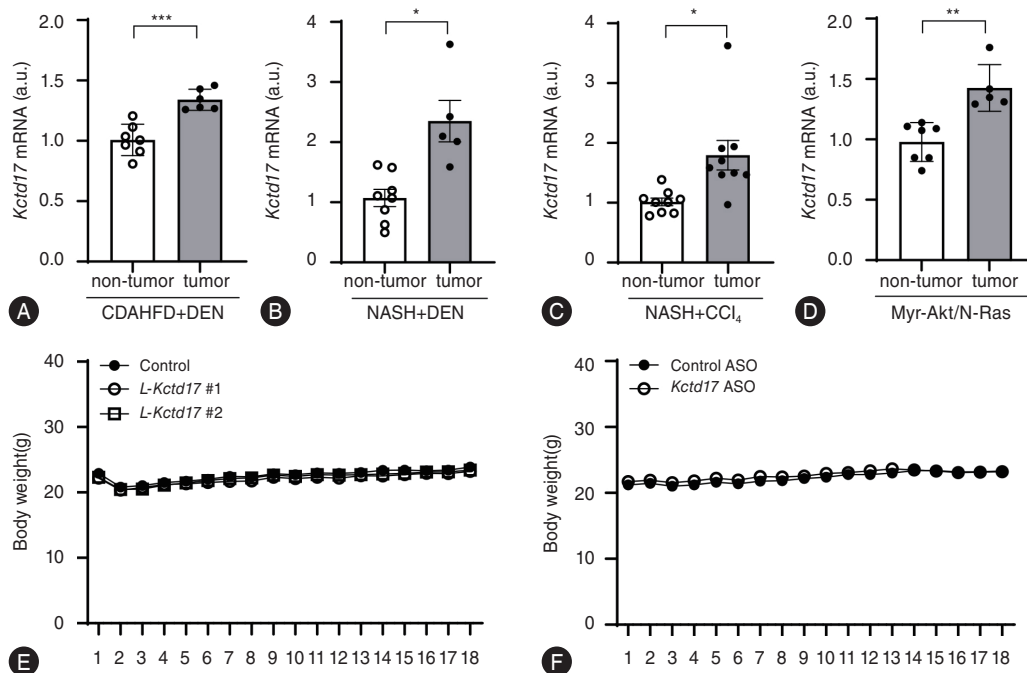 Kctd17 mRNA (a.u.)
2.0
1.5
1.0
0.5
0.0
***
non-tumor tumor
CDAHFD+DEN
A
Kctd17 mRNA (a.u.)
4
3
2
1
0
*
non-tumor tumor
NASH+DEN
B
Kctd17 mRNA (a.u.)
4
3
2
1
0
*
non-tumor tumor
NASH+CCl₄
C
Kctd17 mRNA (a.u.)
2.0
1.5
1.0
0.5
0.0
**
non-tumor tumor
Myr-Akt/N-Ras
D
Body weight(g)
40
30
20
10
0
Control
L-Kctd17 #1
L-Kctd17 #2
1 2 3 4 5 6 7 8 9 10 11 12 13 14 15 16 17 18
E
Body weight(g)
40
30
20
10
0
Control ASO
Kctd17 ASO
1 2 3 4 5 6 7 8 9 10 11 12 13 14 15 16 17 18
F